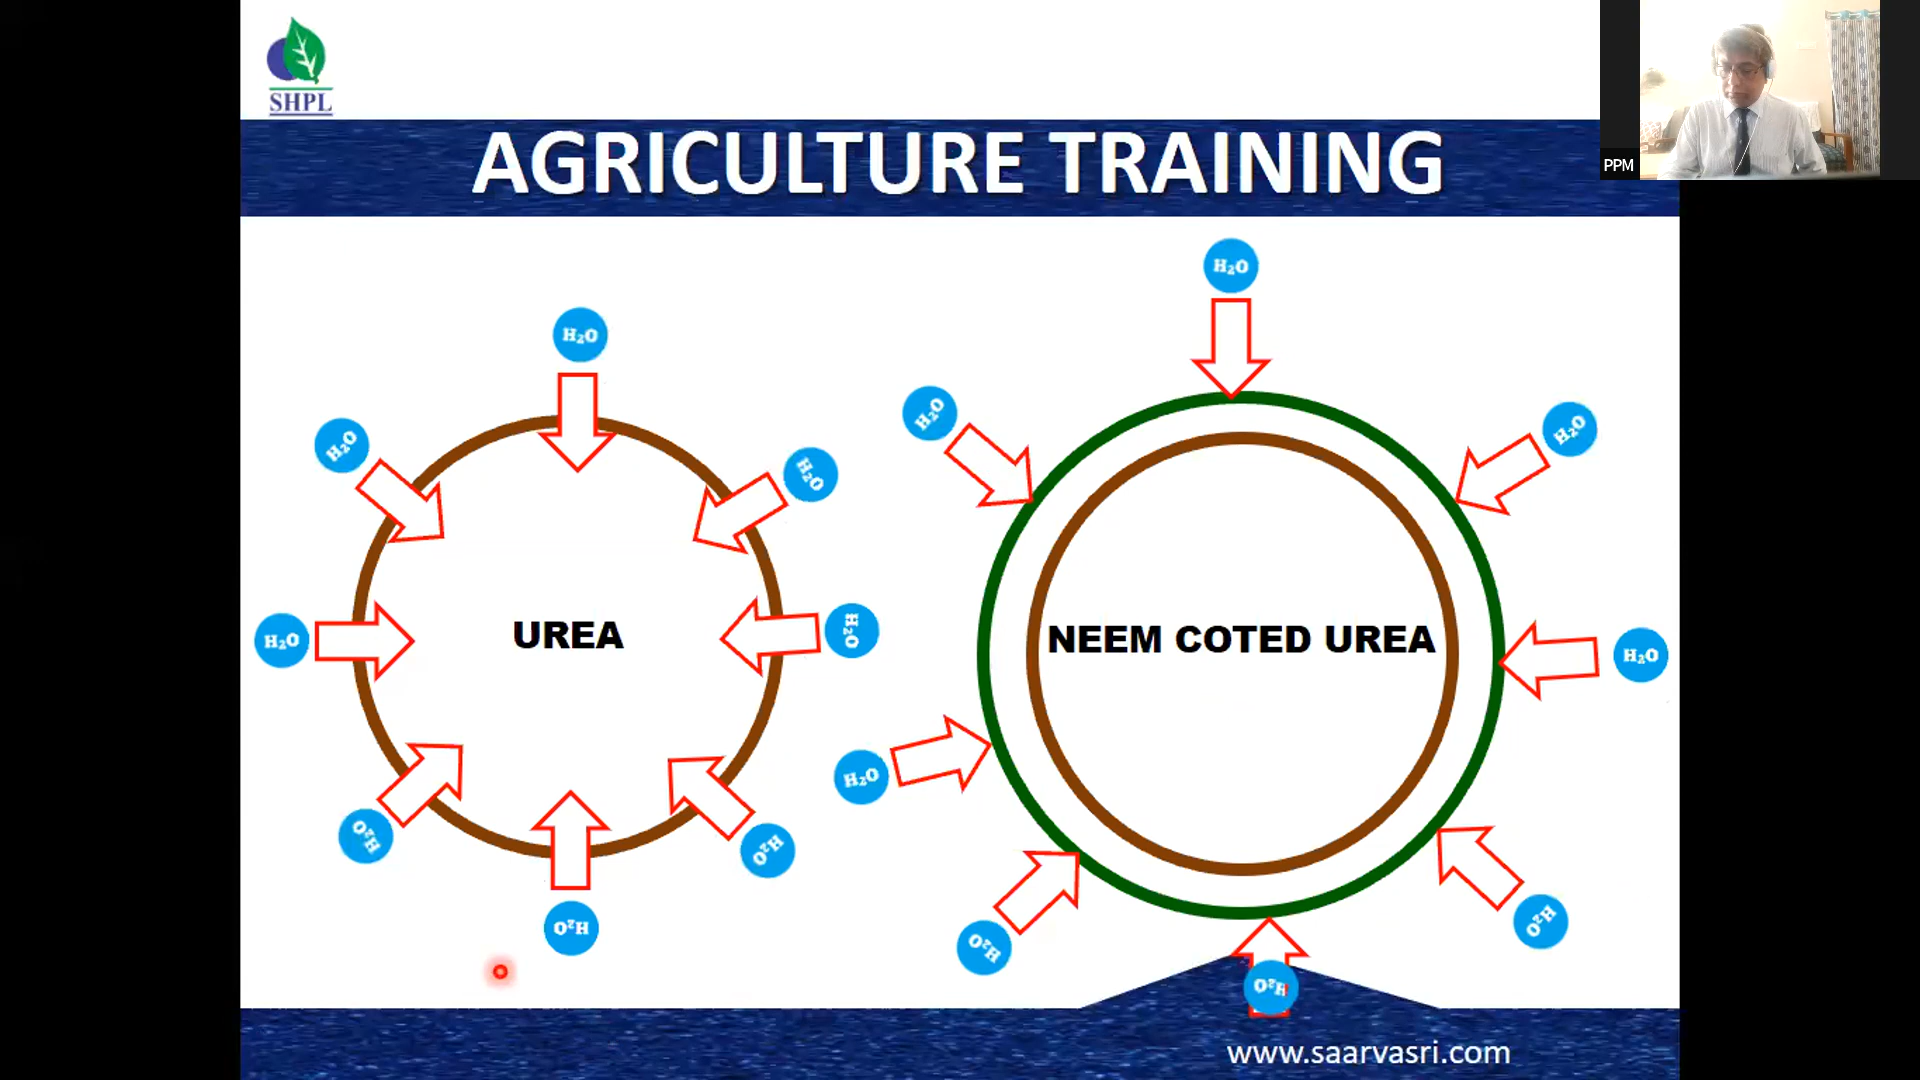 SHPL
AGRICULTURE TRAINING
PPM
H₂O
H₂O
H₂O
H₂O
UREA
H₂O
H₂O
H₂O
H₂O
H₂O
H₂O
H₂O
NEEM COTED UREA
H₂O
H₂O
H₂O
H₂O
H₂O
www.saarvasri.com